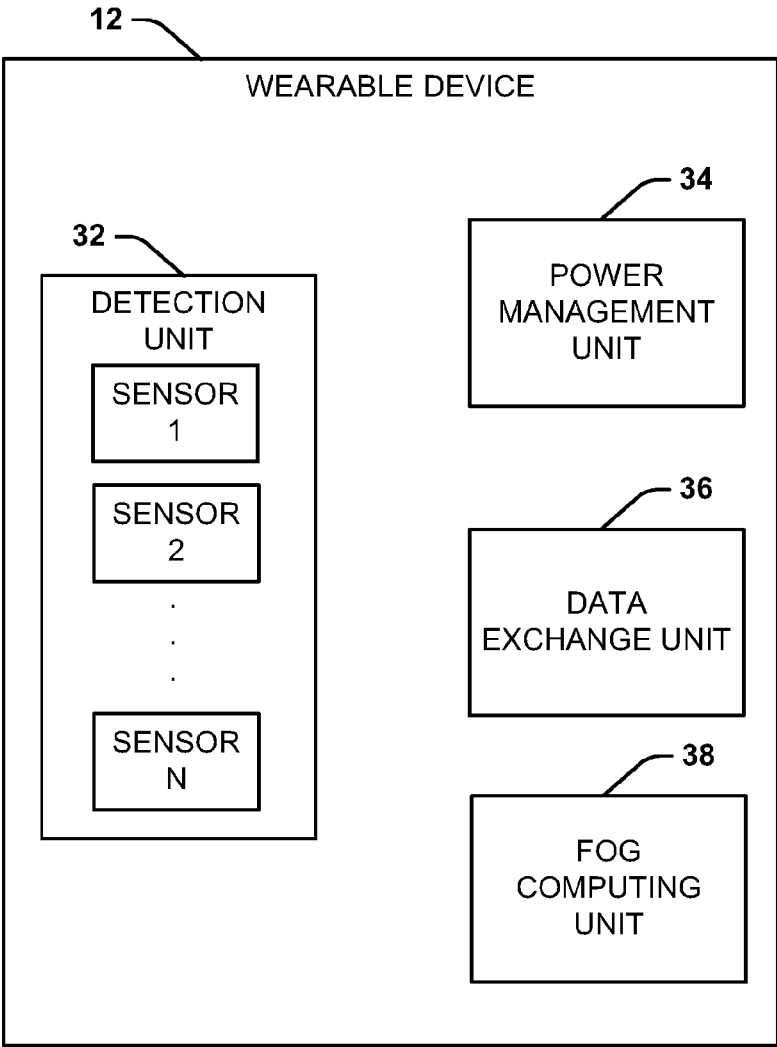 12
WEARABLE DEVICE
32
DETECTION
UNIT
SENSOR
1
SENSOR
2
.
.
.
SENSOR
N
34
POWER
MANAGEMENT
UNIT
36
DATA
EXCHANGE UNIT
38
FOG
COMPUTING
UNIT